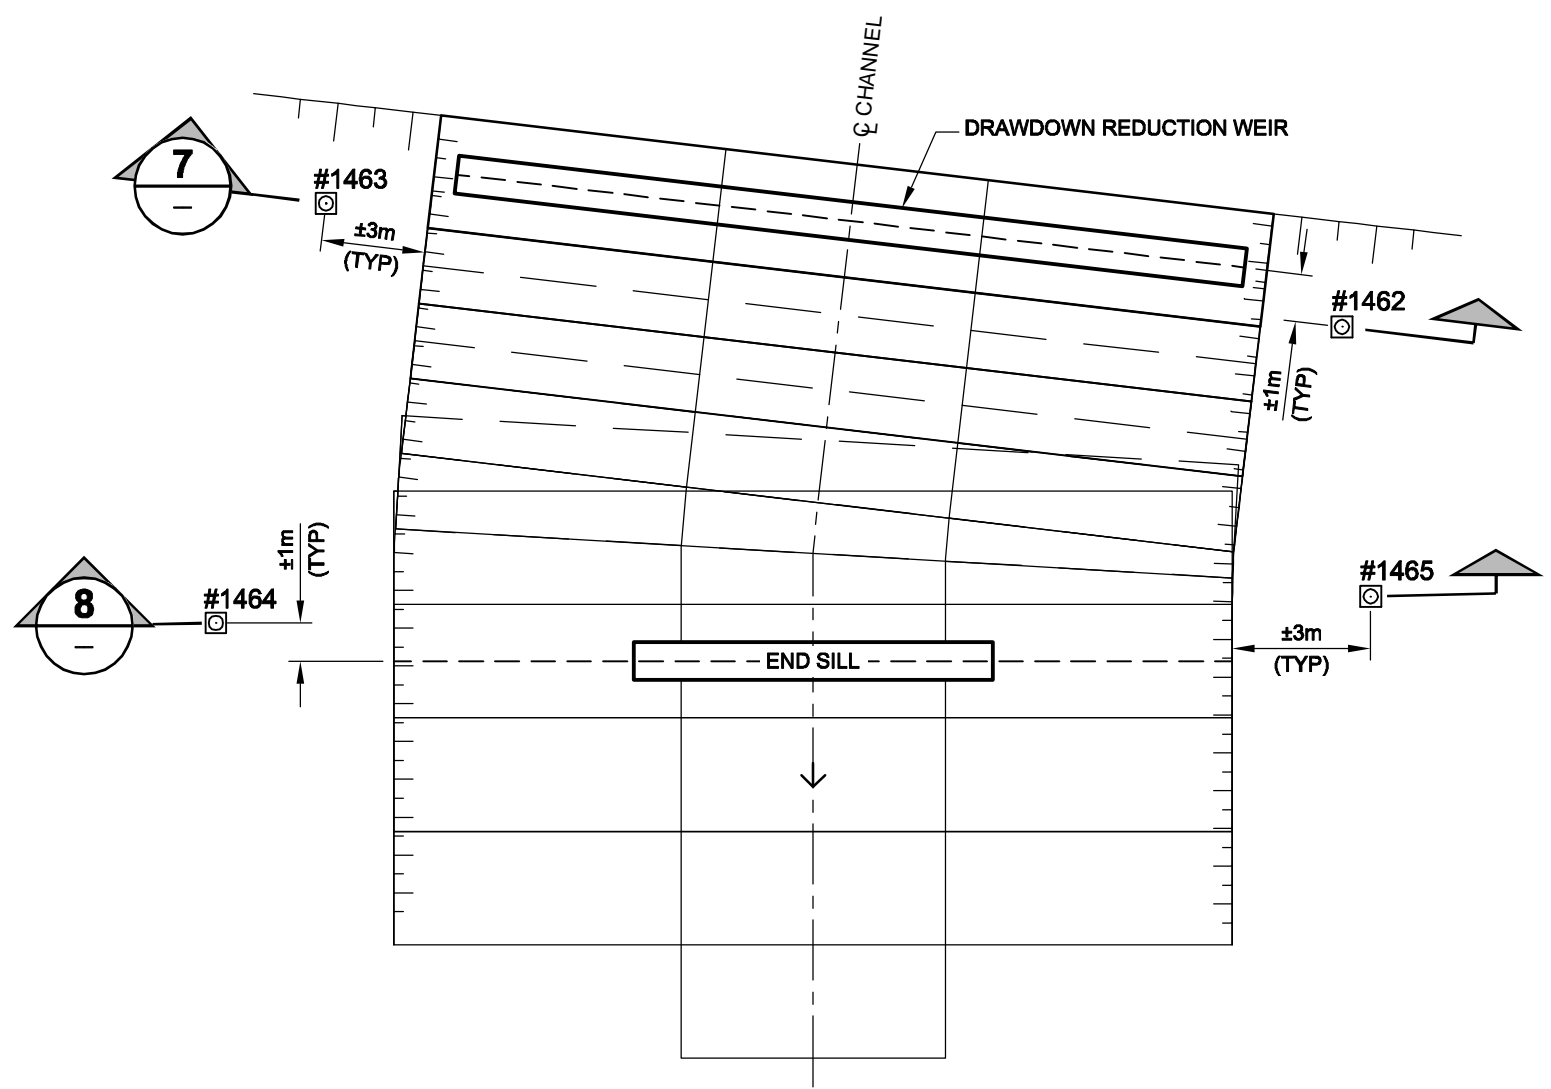 ℄ CHANNEL
DRAWDOWN REDUCTION WEIR
7
–
#1463
±3m
(TYP)
#1462
±1m
(TYP)
±1m
(TYP)
#1465
8
–
#1464
±3m
(TYP)
END SILL